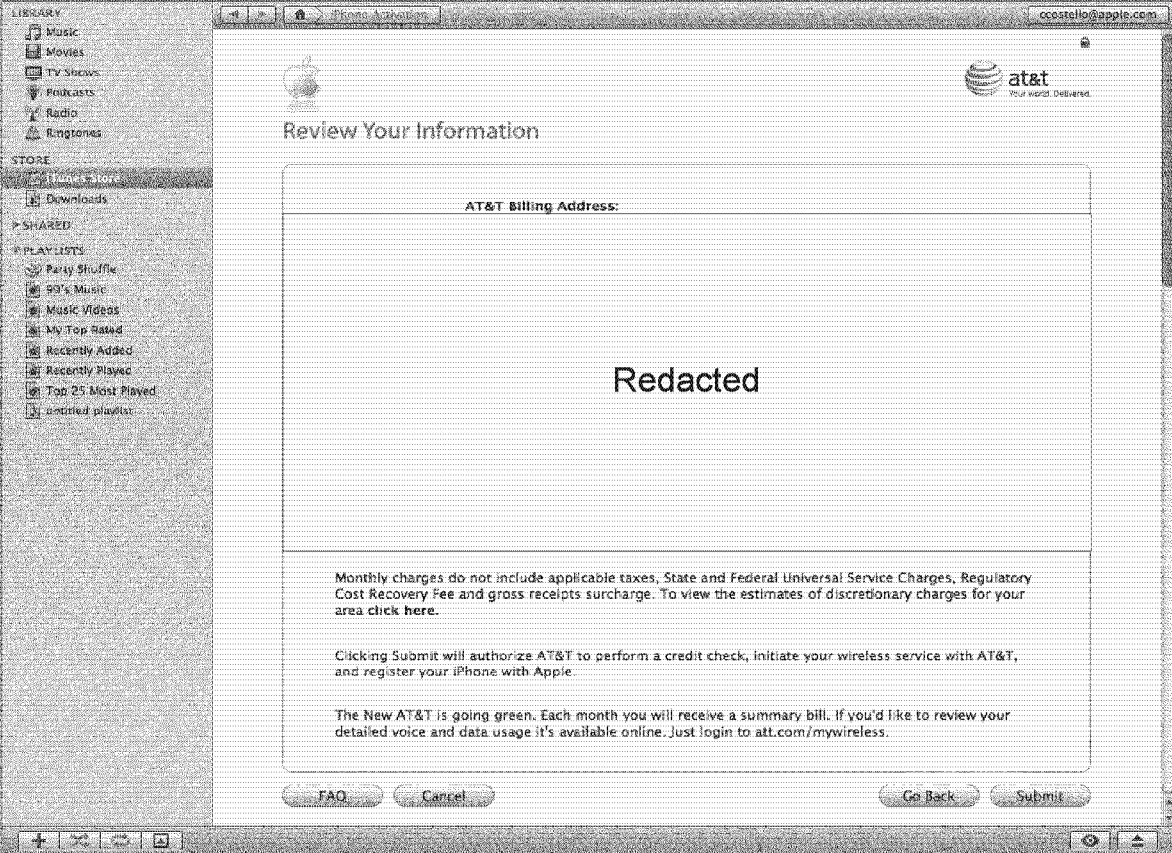 LIBRARY
Music
Movies
TV Shows
Podcasts
Radio
Ringtones
STORE
iTunes Store
Downloads
SHARED
PLAYLISTS
Party Shuffle
90's Music
Music Videos
My Top Rated
Recently Added
Recently Played
Top 25 Most Played
untitled playlist
iPhone Activation
ccostello@apple.com
at&t
Your world. Delivered.
Review Your Information
AT&T Billing Address:
Redacted
Monthly charges do not include applicable taxes, State and Federal Universal Service Charges, Regulatory
Cost Recovery Fee and gross receipts surcharge. To view the estimates of discretionary charges for your
area click here.
Clicking Submit will authorize AT&T to perform a credit check, initiate your wireless service with AT&T,
and register your iPhone with Apple.
The New AT&T is going green. Each month you will receive a summary bill. If you'd like to review your
detailed voice and data usage it's available online. Just login to att.com/mywireless.
FAQ
Cancel
Go Back
Submit